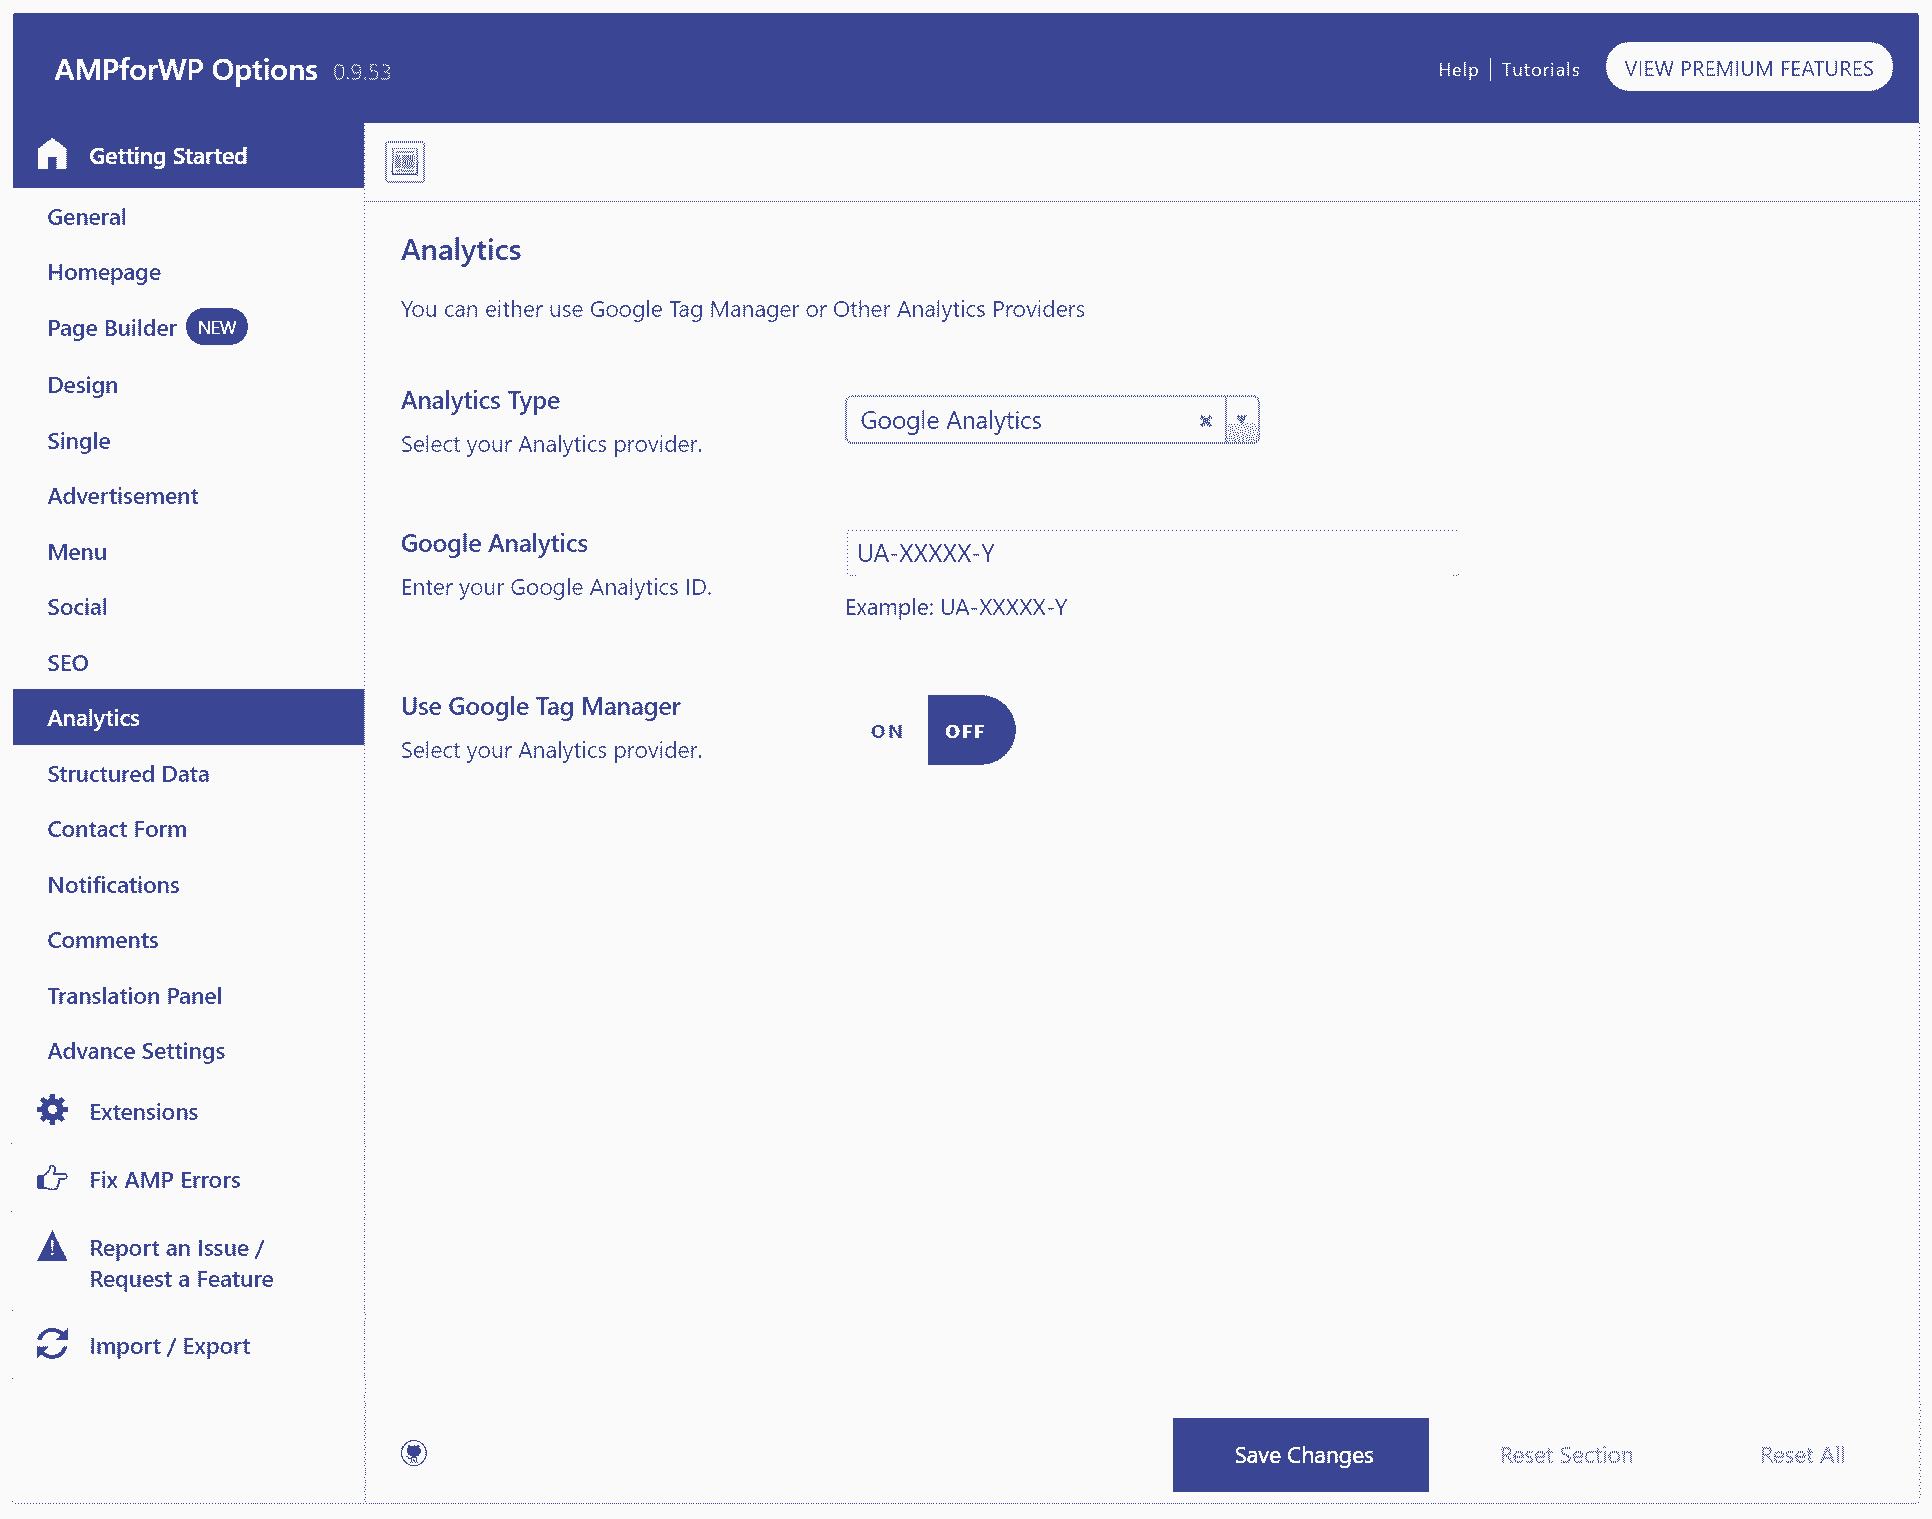 AMPforWP Options 0.9.53
Help | Tutorials
VIEW PREMIUM FEATURES
Getting Started
General
Homepage
Page Builder NEW
Design
Single
Advertisement
Menu
Social
SEO
Analytics
Structured Data
Contact Form
Notifications
Comments
Translation Panel
Advance Settings
Extensions
Fix AMP Errors
Report an Issue /
Request a Feature
Import / Export
Analytics
You can either use Google Tag Manager or Other Analytics Providers
Analytics Type
Select your Analytics provider.
Google Analytics
Google Analytics
Enter your Google Analytics ID.
UA-XXXXX-Y
Example: UA-XXXXX-Y
Use Google Tag Manager
Select your Analytics provider.
ON OFF
Save Changes
Reset Section
Reset All